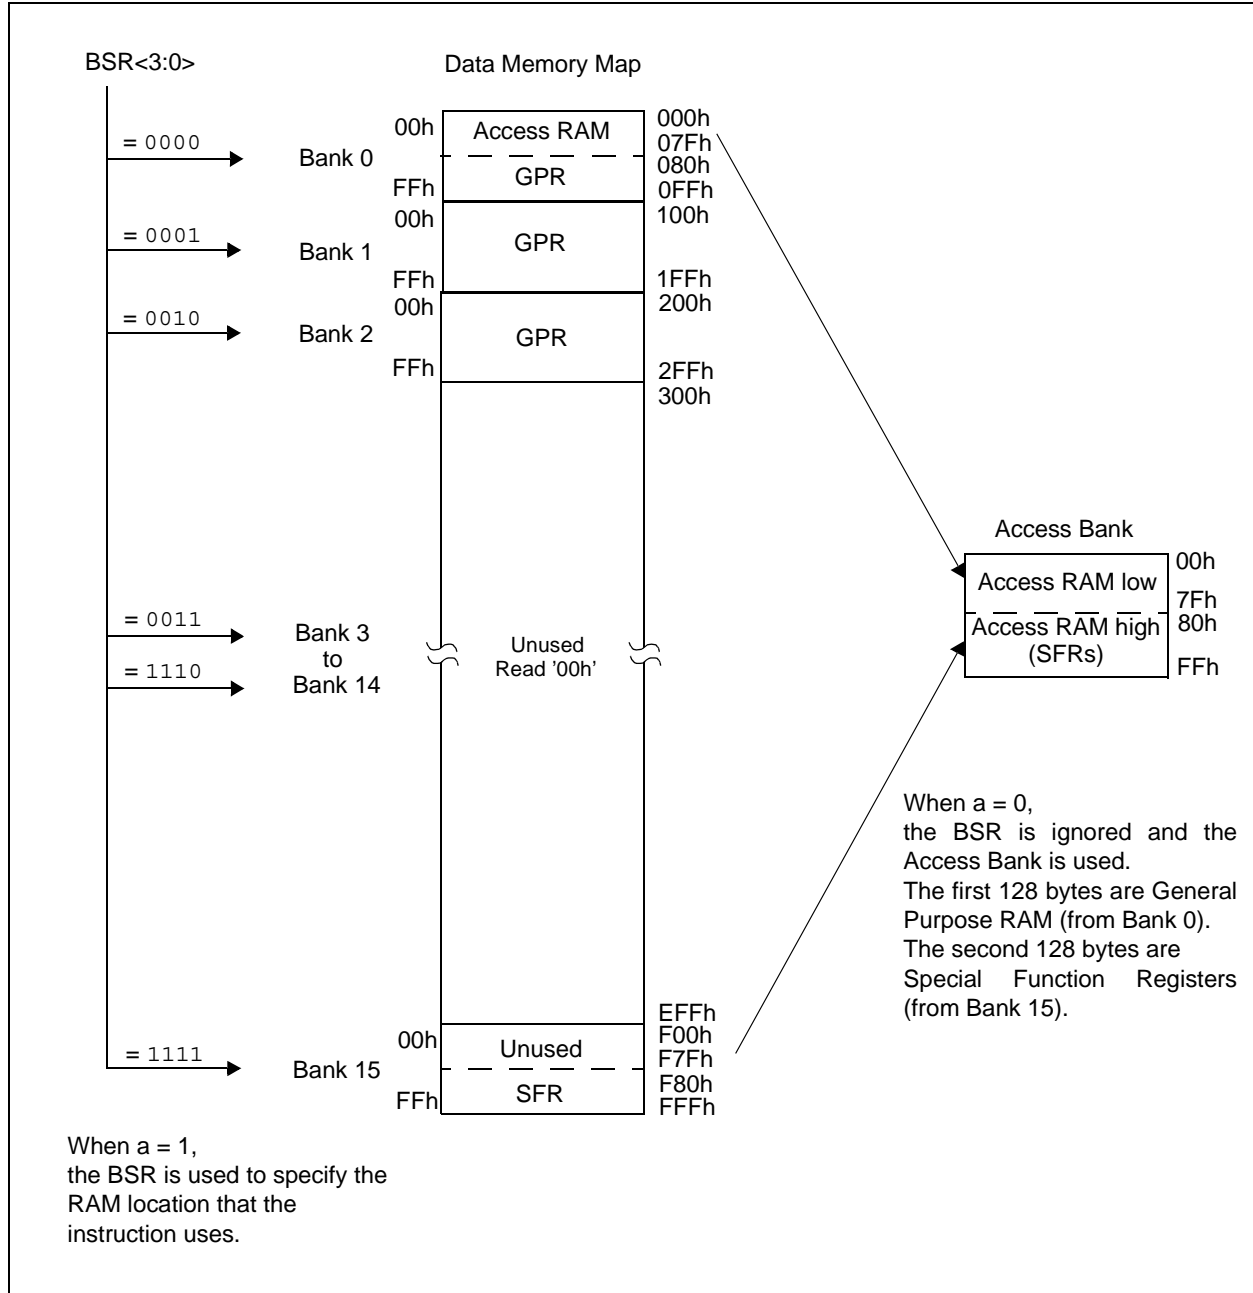 BSR<3:0>
Data Memory Map
= 0000
Bank 0
00h
FFh
Access RAM
GPR
000h
07Fh
080h
0FFh
= 0001
Bank 1
00h
FFh
GPR
100h
1FFh
= 0010
Bank 2
00h
FFh
GPR
200h
2FFh
300h
= 0011
= 1110
Bank 3
to
Bank 14
Unused
Read '00h'
Access Bank
Access RAM low
Access RAM high
(SFRs)
00h
7Fh
80h
FFh
When a = 0,
the BSR is ignored and the
Access Bank is used.
The first 128 bytes are General
Purpose RAM (from Bank 0).
The second 128 bytes are
Special Function Registers
(from Bank 15).
= 1111
Bank 15
00h
FFh
Unused
SFR
EFFh
F00h
F7Fh
F80h
FFFh
When a = 1,
the BSR is used to specify the
RAM location that the
instruction uses.